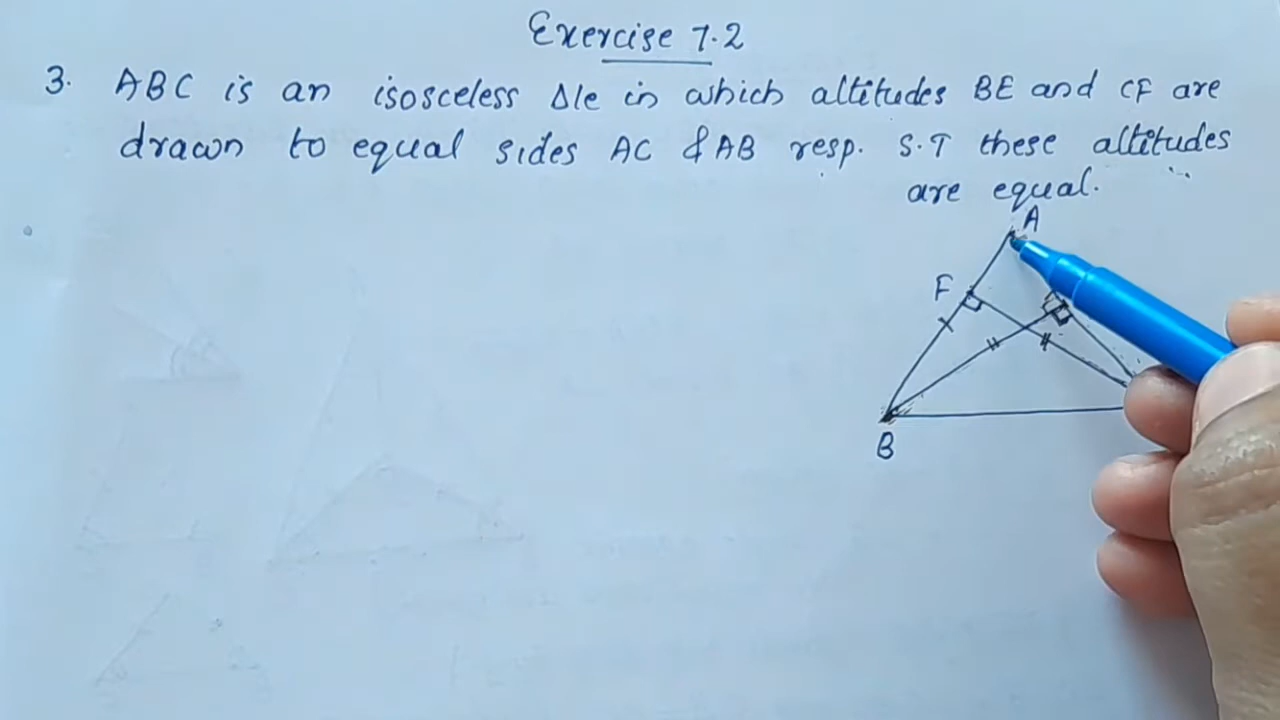 Exercise 7.2
3. ABC is an isosceless Δle in which altitudes BE and CF are
drawn to equal sides AC & AB resp. S.T these altitudes
are equal.
A
F
B